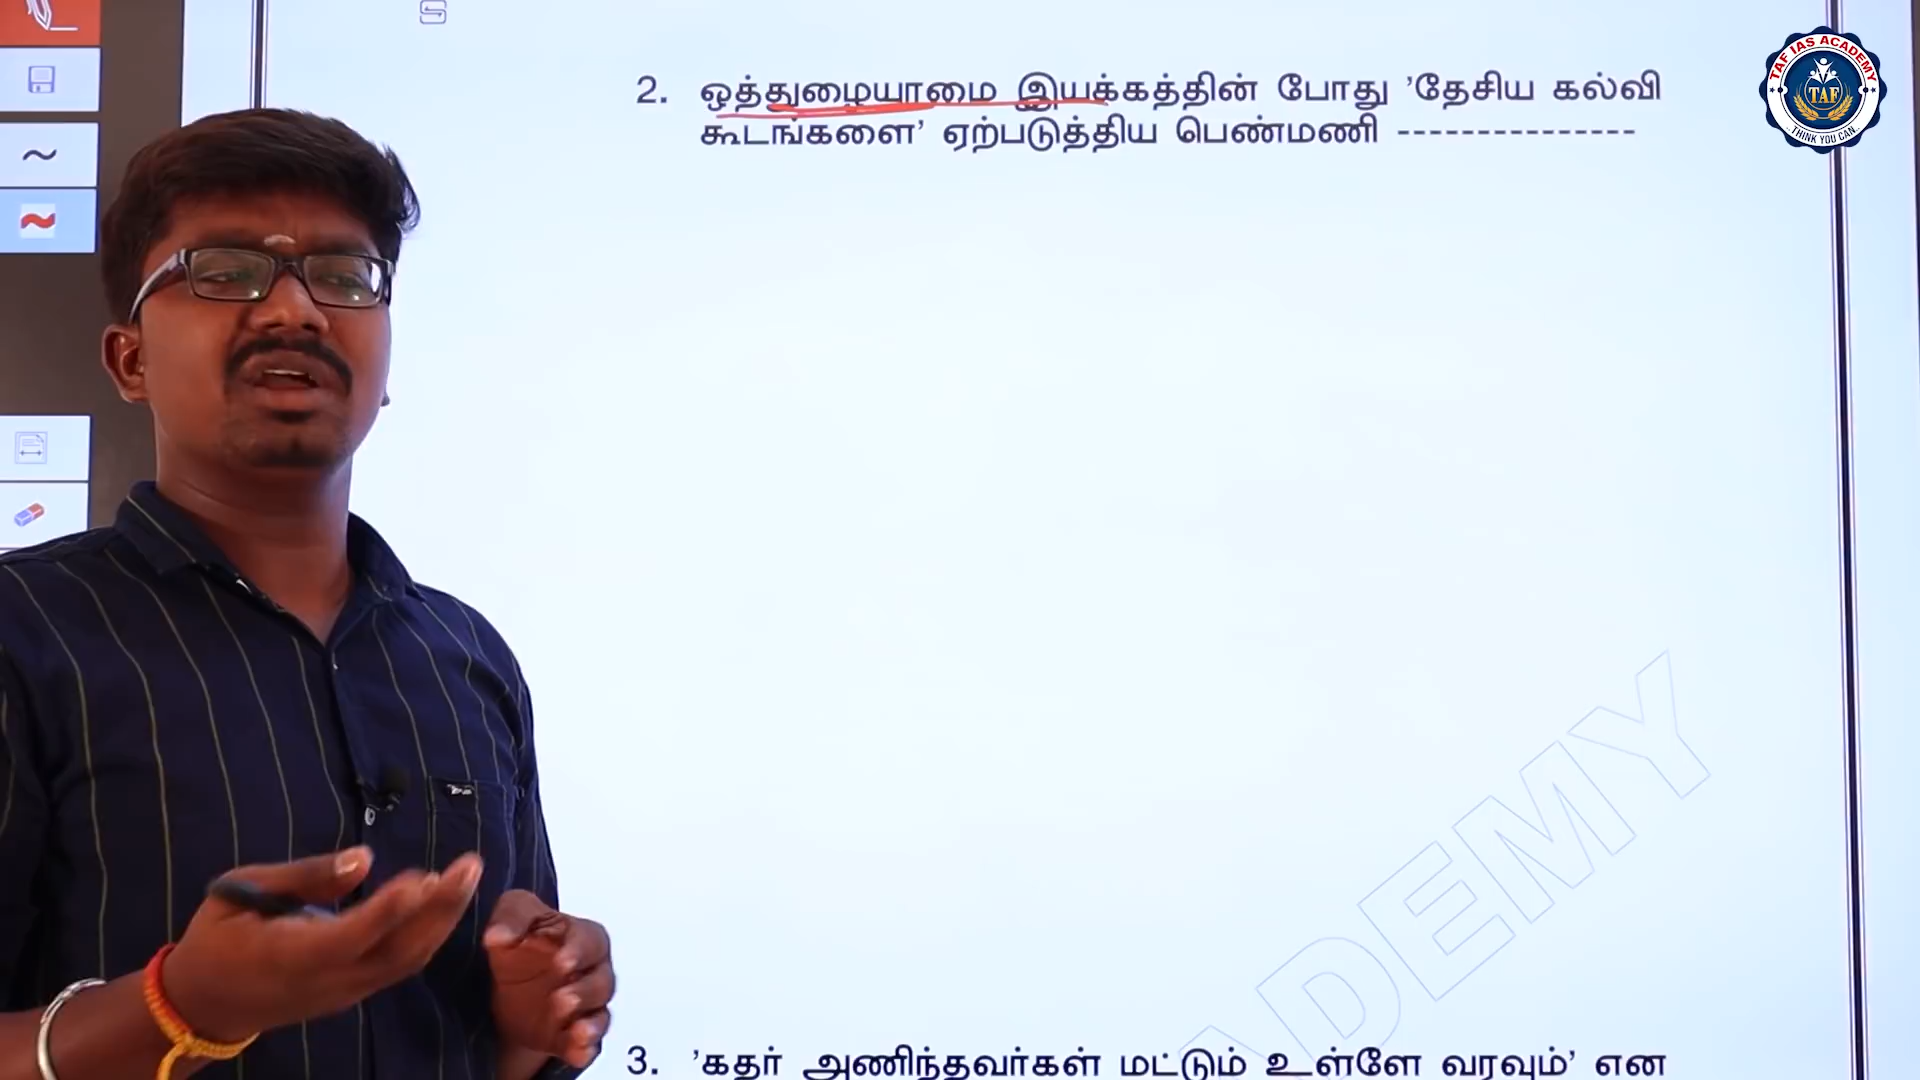 TAF IAS ACADEMY
TAF
..THINK YOU CAN..
2. ஒத்துழையாமை இயக்கத்தின் போது 'தேசிய கல்வி
கூடங்களை' ஏற்படுத்திய பெண்மணி ---------------
ADEMY
3. 'கதர் அணிந்தவர்கள் மட்டும் உள்ளே வரவும்' என